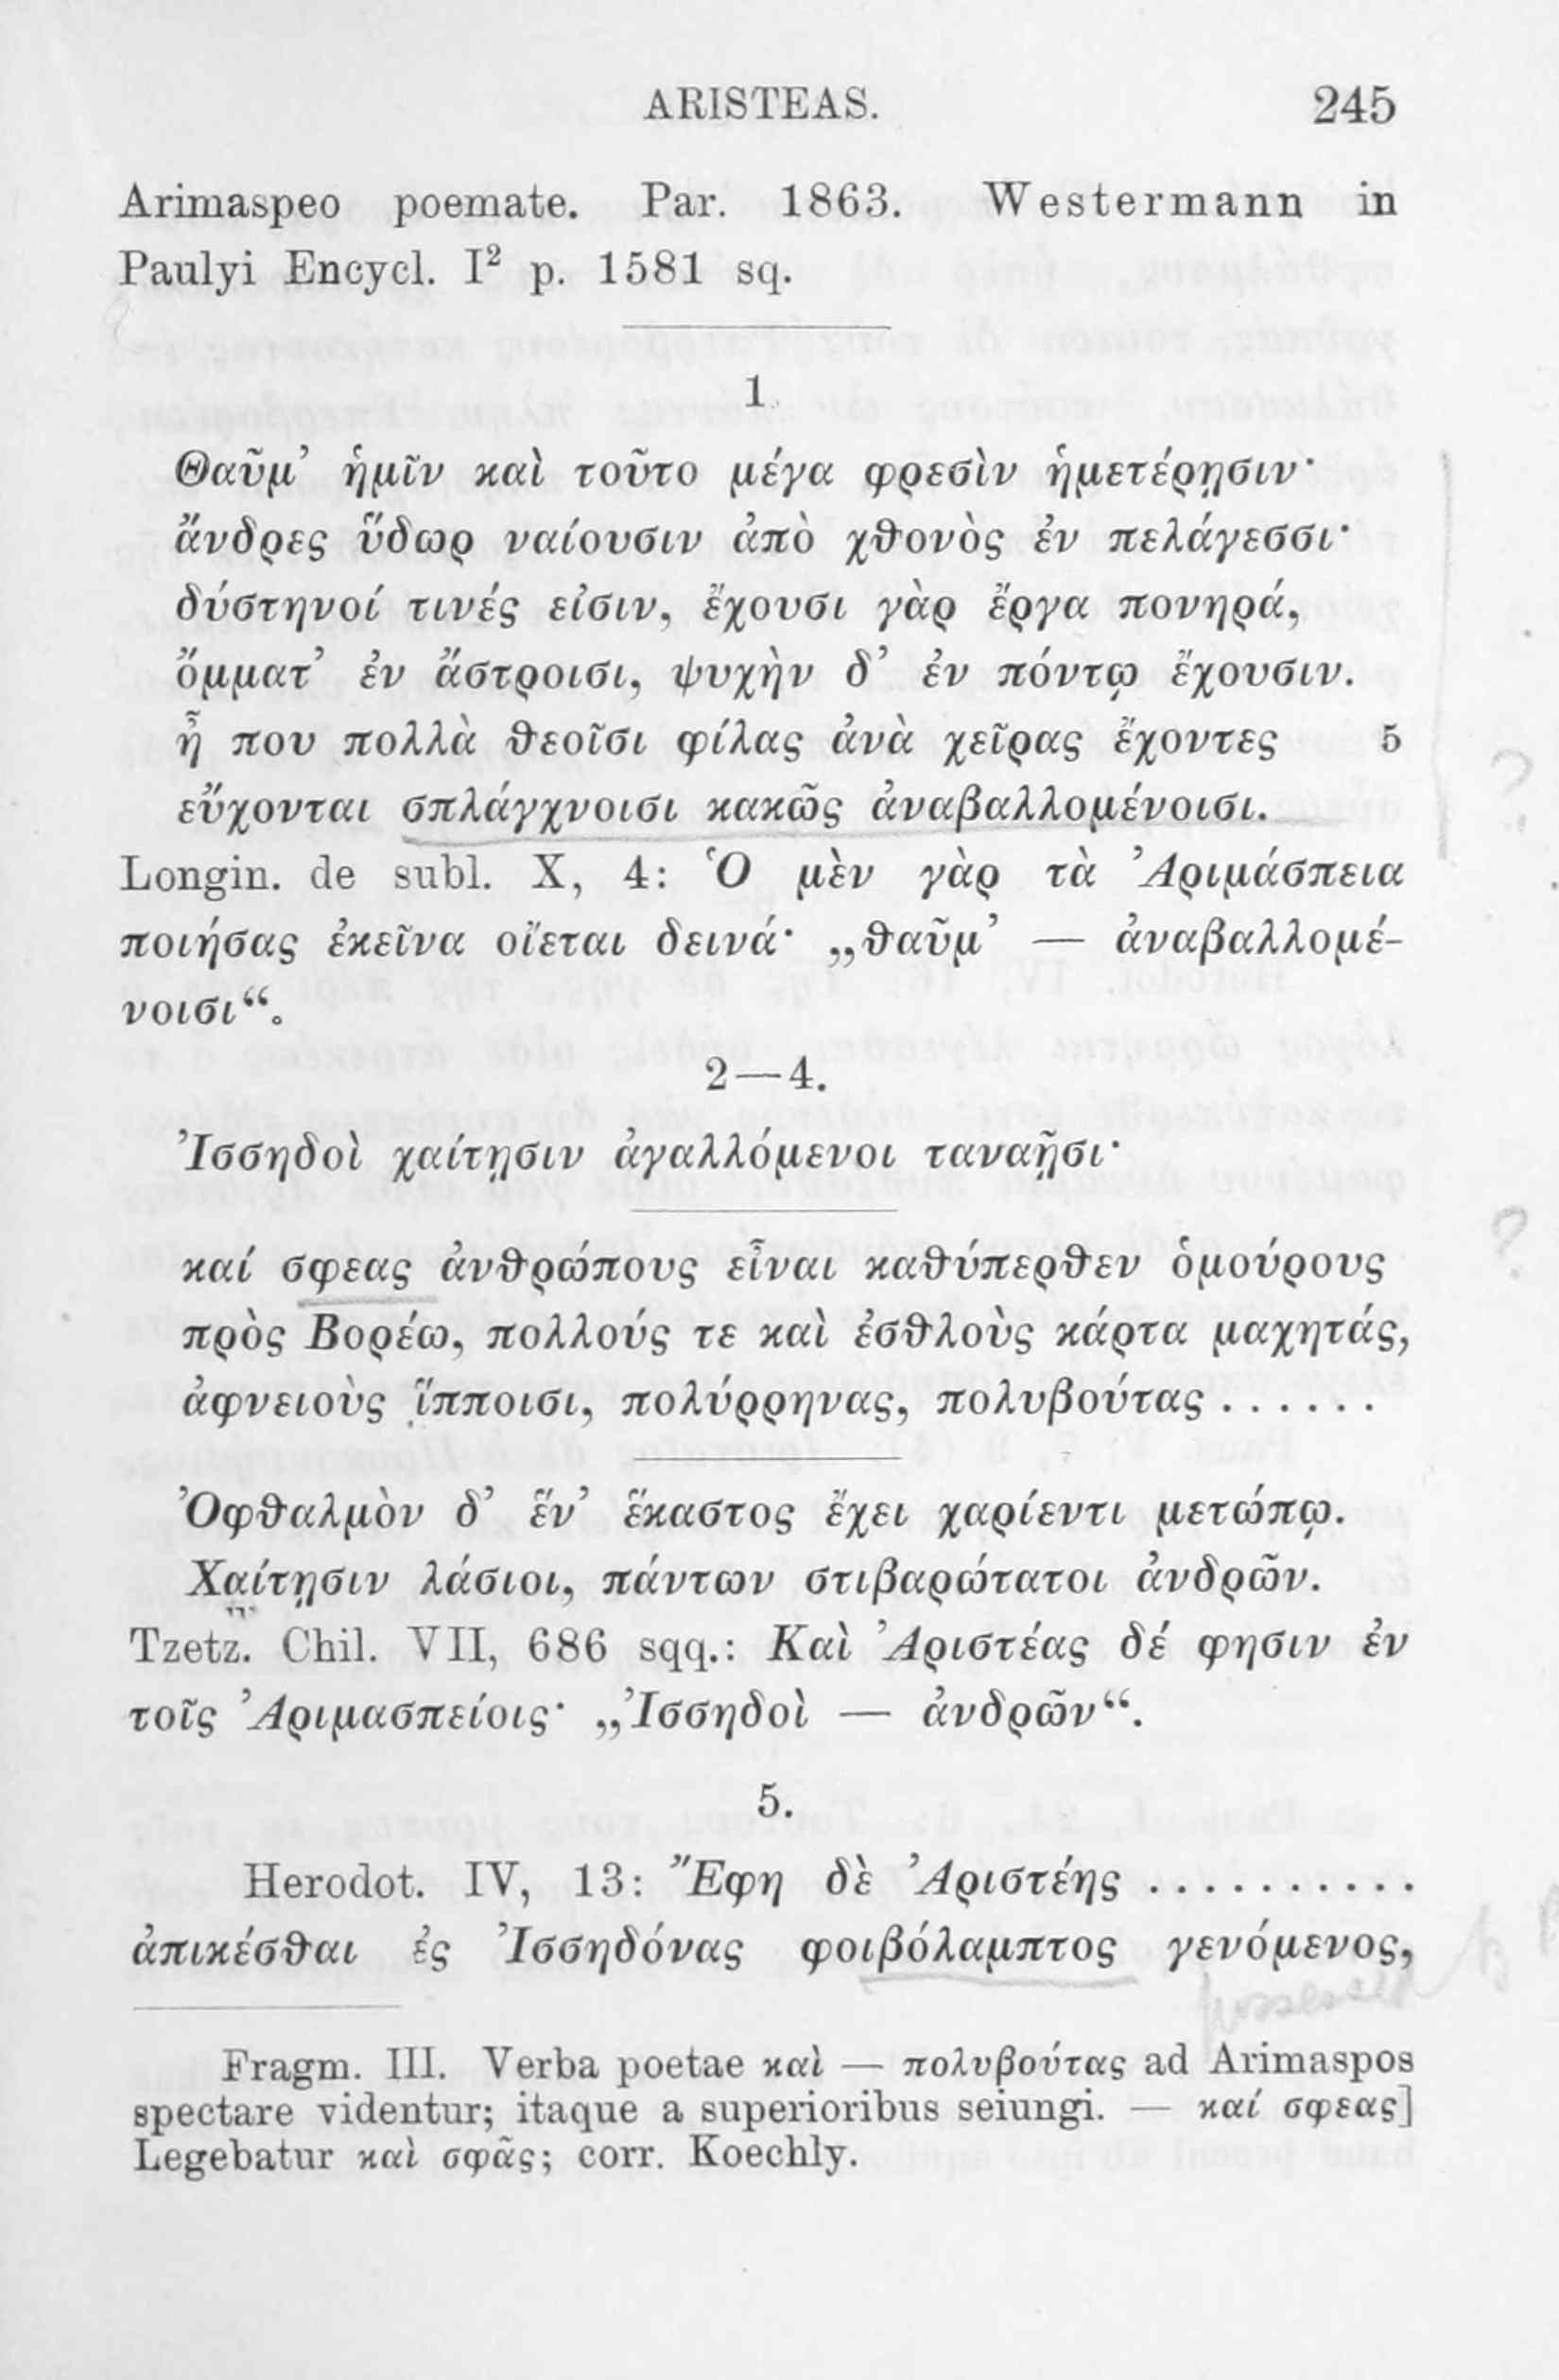 ARISTEAS. 245
Arimaspeo poemate. Par. 1863. Westermann in
Paulyi Encycl. I² p. 1581 sq.
1.
Θαῦμ’ ἡμῖν καὶ τοῦτο μέγα φρεσὶν ἡμετέρῃσιν·
ἄνδρες ὕδωρ ναίουσιν ἀπὸ χθονὸς ἐν πελάγεσσι·
δύστηνοί τινές εἰσιν, ἔχουσι γὰρ ἔργα πονηρά,
ὄμματ’ ἐν ἄστροισι, ψυχὴν δ’ ἐν πόντῳ ἔχουσιν.
ἦ που πολλὰ θεοῖσι φίλας ἀνὰ χεῖρας ἔχοντες 5
εὔχονται σπλάγχνοισι κακῶς ἀναβαλλομένοισι.
Longin. de subl. X, 4: Ὁ μὲν γὰρ τὰ Ἀριμάσπεια
ποιήσας ἐκεῖνα οἴεται δεινά· „θαῦμ’ — ἀναβαλλομέ-
νοισι“.
2—4.
Ἰσσηδοὶ χαίτῃσιν ἀγαλλόμενοι ταναῇσι·
καί σφεας ἀνθρώπους εἶναι καθύπερθεν ὁμούρους
πρὸς Βορέω, πολλούς τε καὶ ἐσθλοὺς κάρτα μαχητάς,
ἀφνειοὺς ἵπποισι, πολύρρηνας, πολυβούτας . . . . . .
Ὀφθαλμὸν δ’ ἕν’ ἕκαστος ἔχει χαρίεντι μετώπῳ.
Χαίτῃσιν λάσιοι, πάντων στιβαρώτατοι ἀνδρῶν.
Tzetz. Chil. VII, 686 sqq.: Καὶ Ἀριστέας δέ φησιν ἐν
τοῖς Ἀριμασπείοις· „Ἰσσηδοὶ — ἀνδρῶν“.
5.
Herodot. IV, 13: Ἔφη δὲ Ἀριστέης . . . . . . . . . .
ἀπικέσθαι ἐς Ἰσσηδόνας φοιβόλαμπτος γενόμενος,
Fragm. III. Verba poetae καὶ — πολυβούτας ad Arimaspos
spectare videntur; itaque a superioribus seiungi. — καί σφεας]
Legebatur καὶ σφᾶς; corr. Koechly.